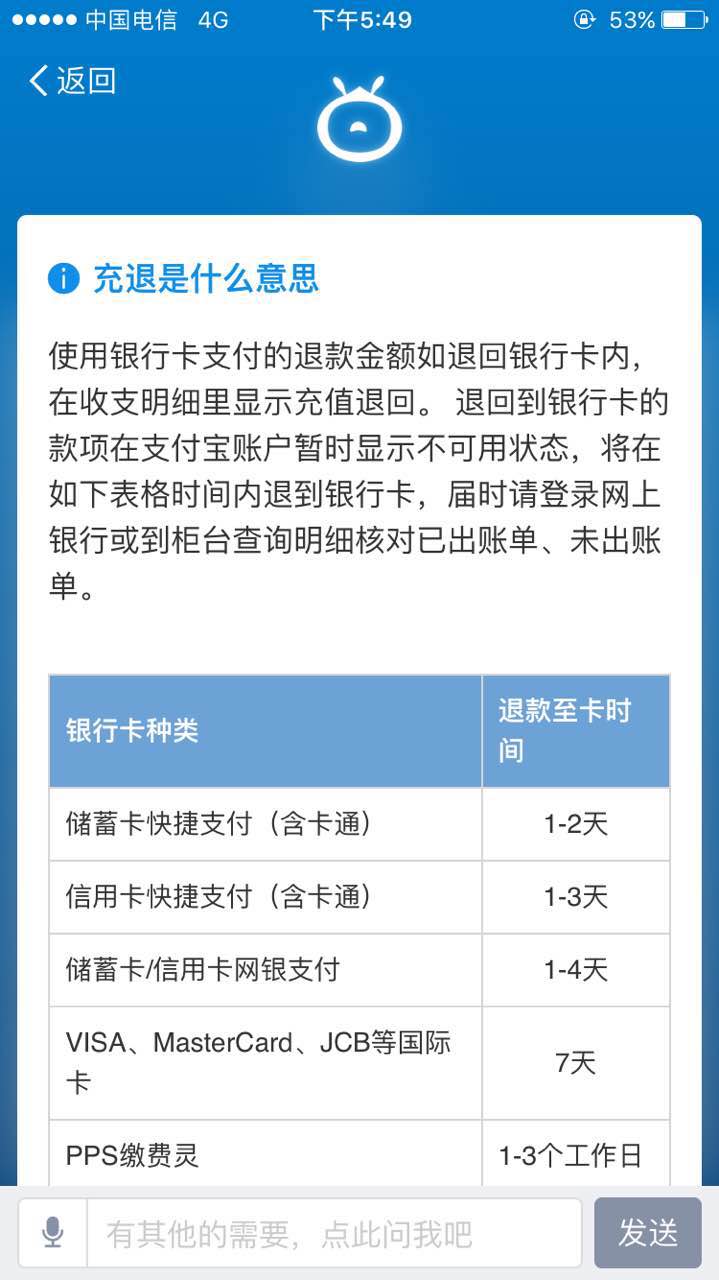 中国电信 4G 下午5:49 53%
返回
充退是什么意思
使用银行卡支付的退款金额如退回银行卡内，
在收支明细里显示充值退回。 退回到银行卡的
款项在支付宝账户暂时显示不可用状态，将在
如下表格时间内退到银行卡，届时请登录网上
银行或到柜台查询明细核对已出账单、未出账
单。
银行卡种类 退款至卡时
间
储蓄卡快捷支付（含卡通） 1-2天
信用卡快捷支付（含卡通） 1-3天
储蓄卡/信用卡网银支付 1-4天
VISA、MasterCard、JCB等国际
卡 7天
PPS缴费灵 1-3个工作日
有其他的需要，点此问我吧 发送